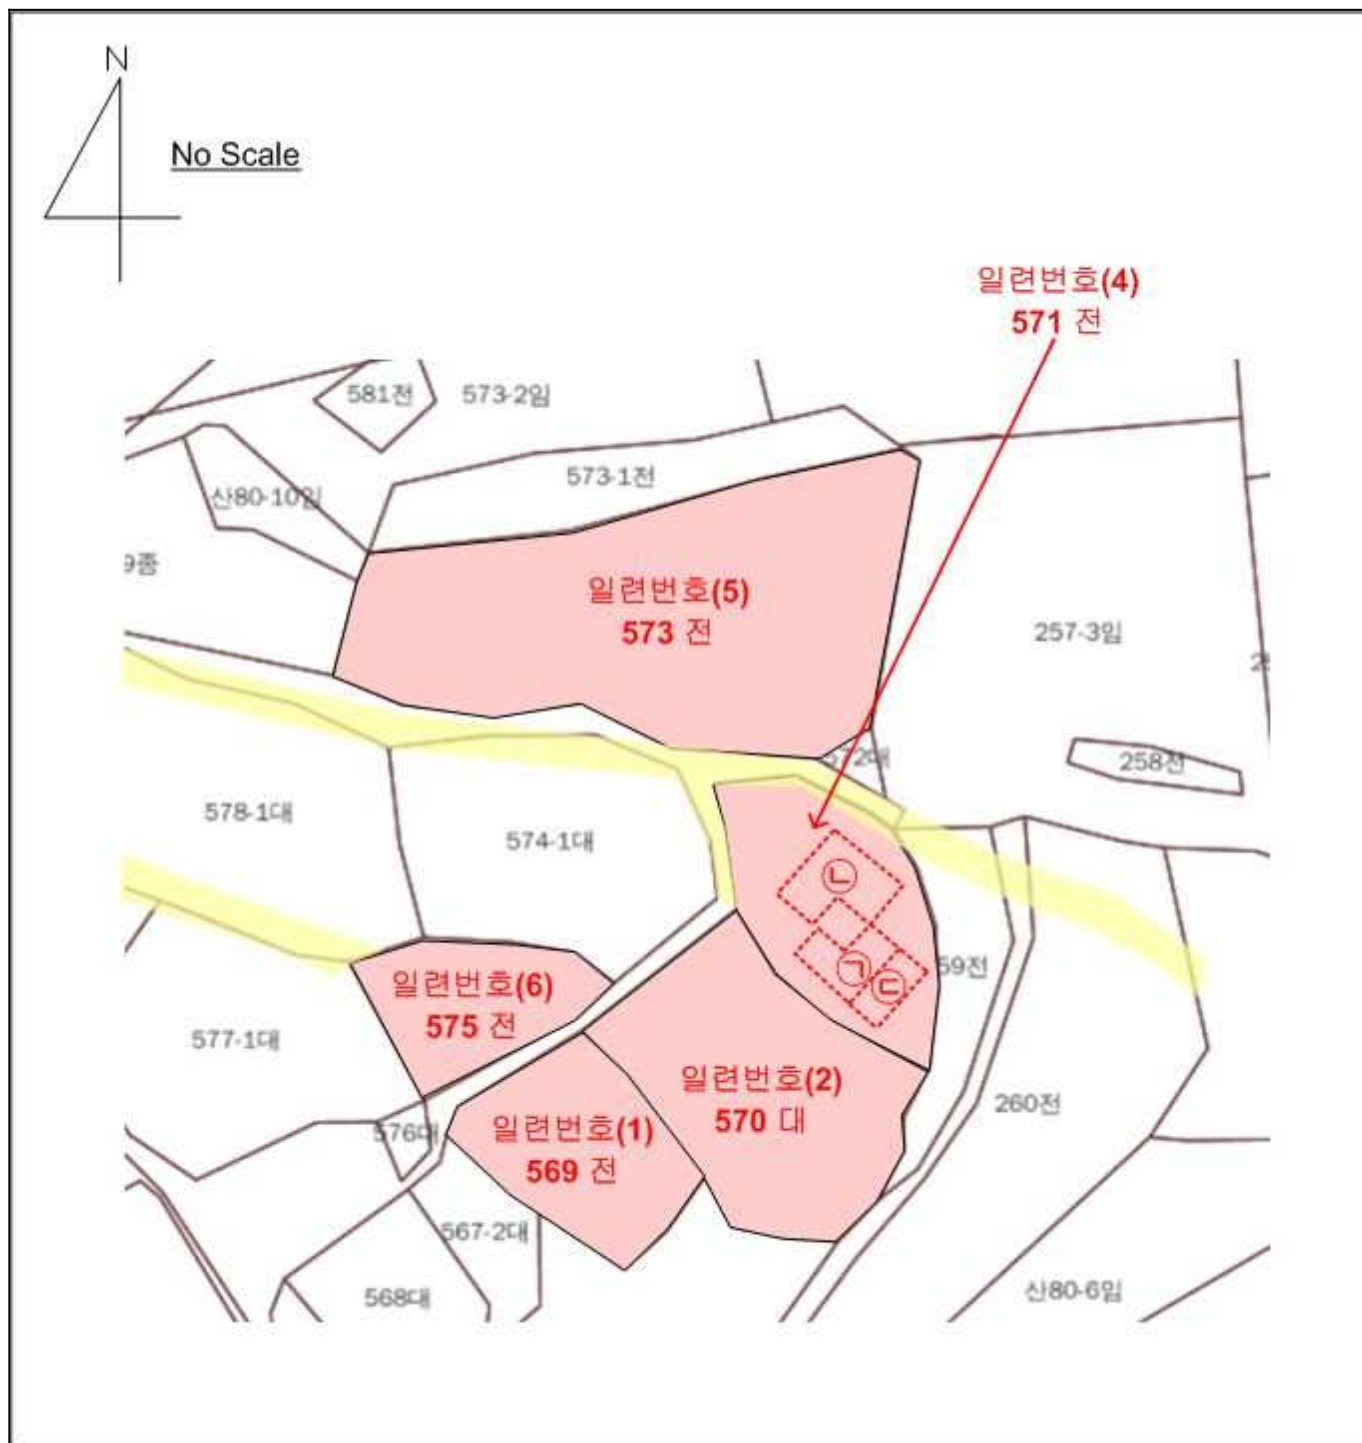 N
No Scale
일련번호(4)
571 전
581전
573-2임
573-1전
산80-10임
9종
일련번호(5)
573 전
257-3임
572대
258전
578-1대
574-1대
ㄴ
59전
ㄱ
ㄷ
일련번호(6)
575 전
577-1대
일련번호(2)
570 대
260전
576대
일련번호(1)
569 전
567-2대
568대
산80-6임